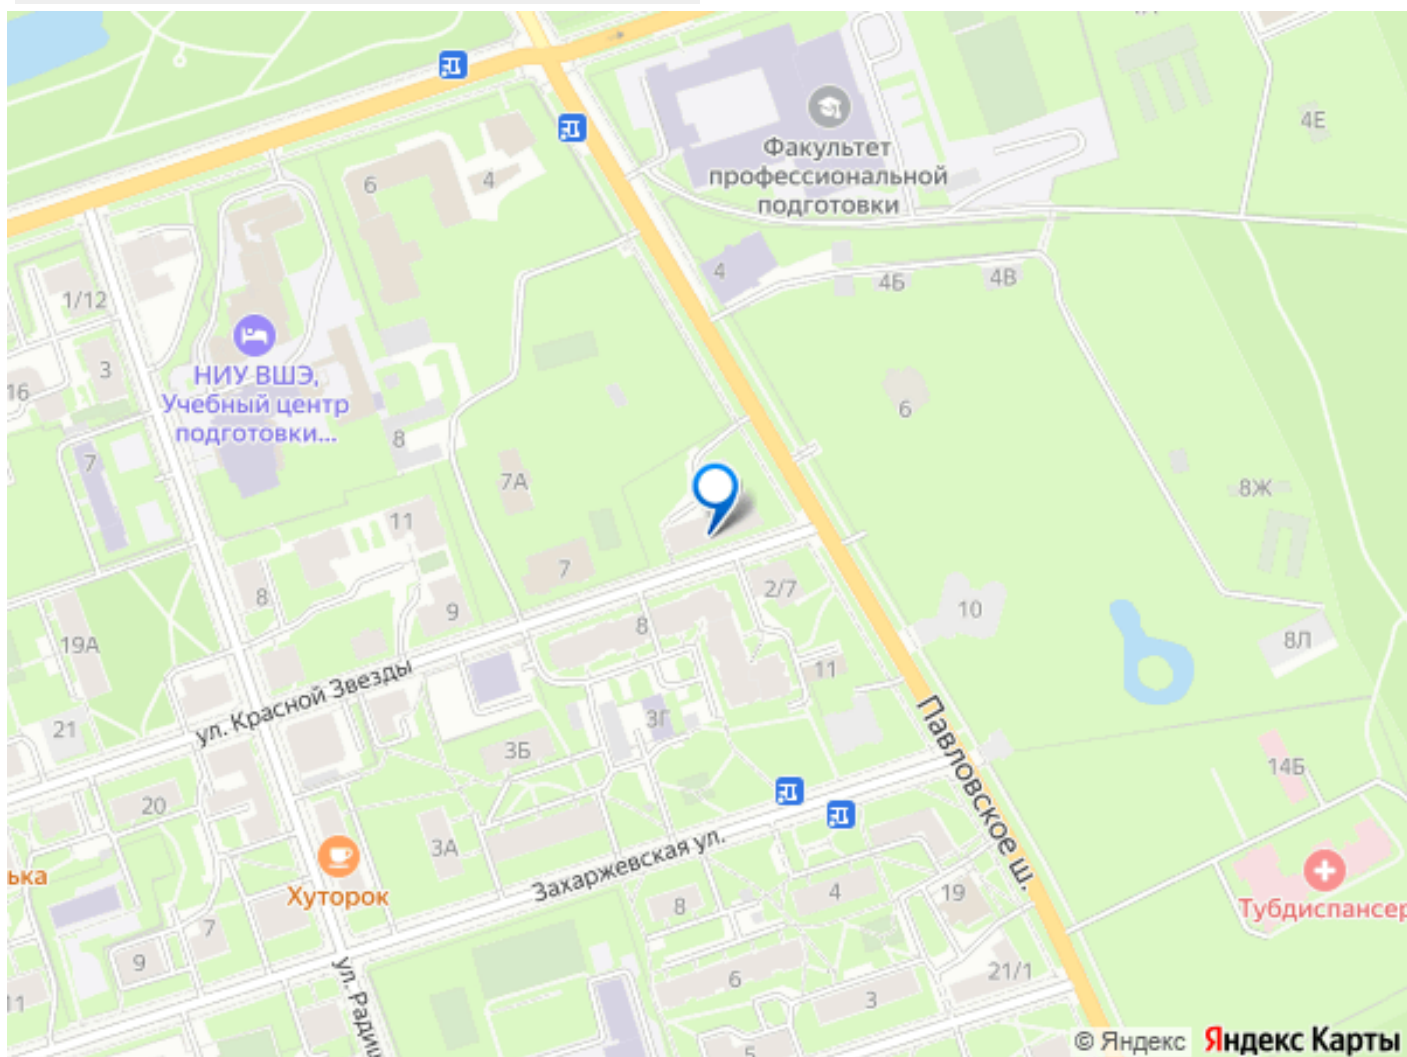 4Е
Факультет
профессиональной
подготовки
6
4
4
4Б
4В
1/12
3
16
НИУ ВШЭ,
Учебный центр
подготовки...
8
7
6
7А
8Ж
11
7
8
9
2/7
8
10
8Л
19А
11
ул. Красной Звезды
21
3Г
3Б
Павловское ш.
14Б
20
3А
ька
Хуторок
Захаржевская ул.
8
4
19
Тубдиспансер
7
9
6
3
21/1
11
ул. Радищ
5
© Яндекс Яндекс Карты